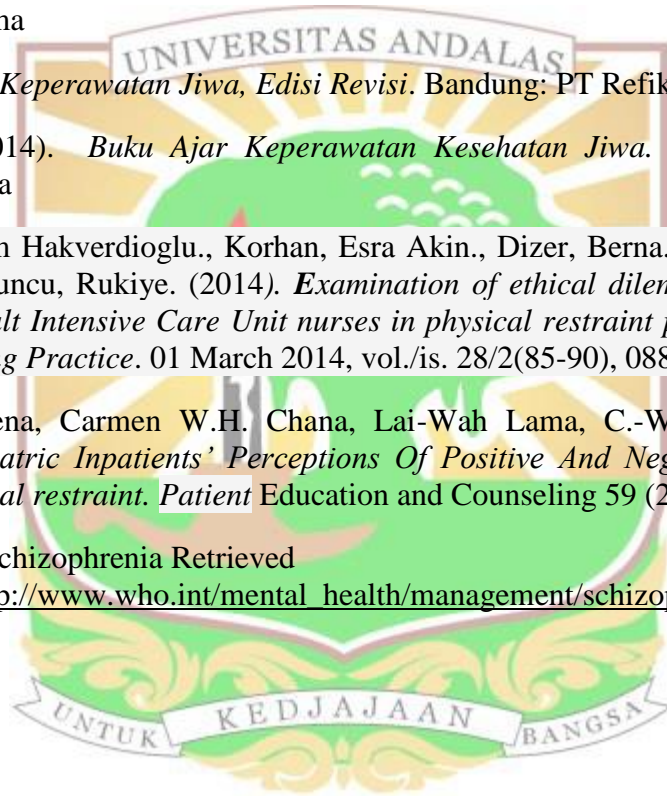 na
UNIVERSITAS ANDALAS
Keperawatan Jiwa, Edisi Revisi. Bandung: PT Refik
014). Buku Ajar Keperawatan Kesehatan Jiwa.
a
n Hakverdioglu., Korhan, Esra Akin., Dizer, Berna.
uncu, Rukiye. (2014). Examination of ethical dilem
ult Intensive Care Unit nurses in physical restraint p
ng Practice. 01 March 2014, vol./is. 28/2(85-90), 088
ena, Carmen W.H. Chana, Lai-Wah Lama, C.-W
atric Inpatients’ Perceptions Of Positive And Neg
al restraint. Patient Education and Counseling 59 (2
chizophrenia Retrieved
p://www.who.int/mental_health/management/schizop
UNTUK KEDJAJAAN BANGSA